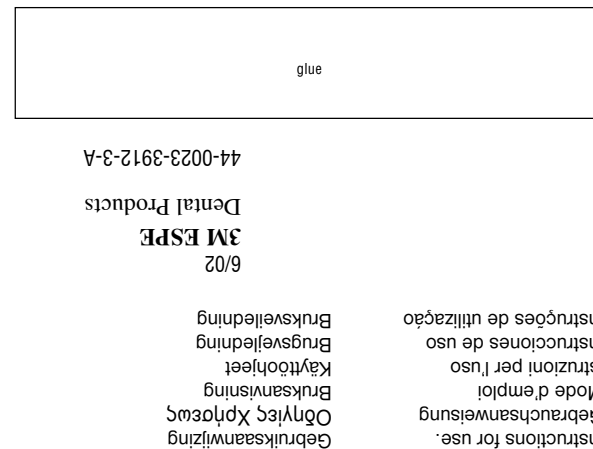 glue
nstructions for use.
Gebrauchsanweisung
Mode d'emploi
struzioni per l'uso
nstrucciones de uso
nstruções de utilizaçáo
Gebruiksaanwijzing
Οδηγίες Χρήσεως
Bruksanvisning
Käyttöohjeet
Brugsvejledning
Bruksveiledning
6/02
3M ESPE
Dental Products
44-0023-3912-3-A